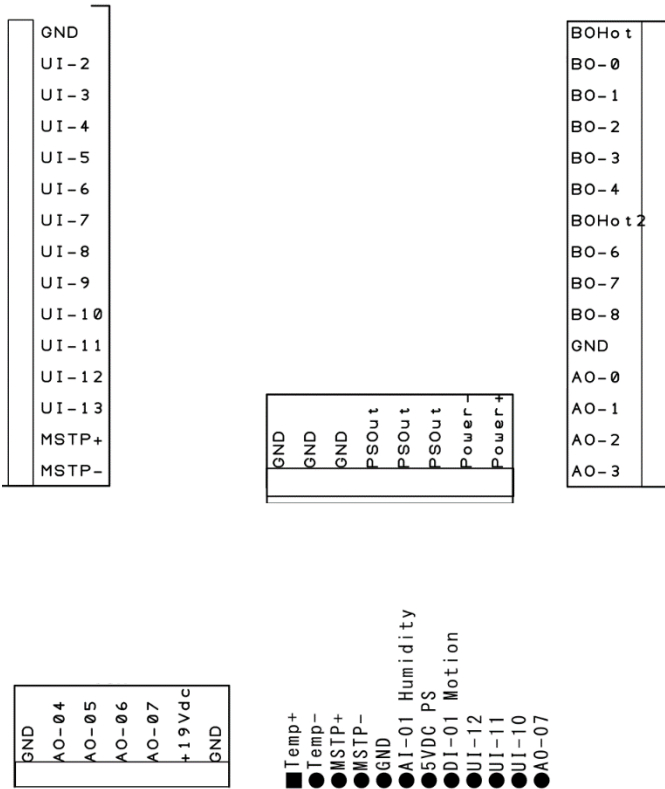 GND
UI-2
UI-3
UI-4
UI-5
UI-6
UI-7
UI-8
UI-9
UI-10
UI-11
UI-12
UI-13
MSTP+
MSTP-
GND
GND
GND
PSOut
PSOut
PSOut
Power-
Power+
BOHot
BO-0
BO-1
BO-2
BO-3
BO-4
BOHot2
BO-6
BO-7
BO-8
GND
AO-0
AO-1
AO-2
AO-3
GND
AO-04
AO-05
AO-06
AO-07
+19Vdc
GND
Temp+
Temp-
MSTP+
MSTP-
GND
AI-01 Humidity
5VDC PS
DI-01 Motion
UI-12
UI-11
UI-10
AO-07